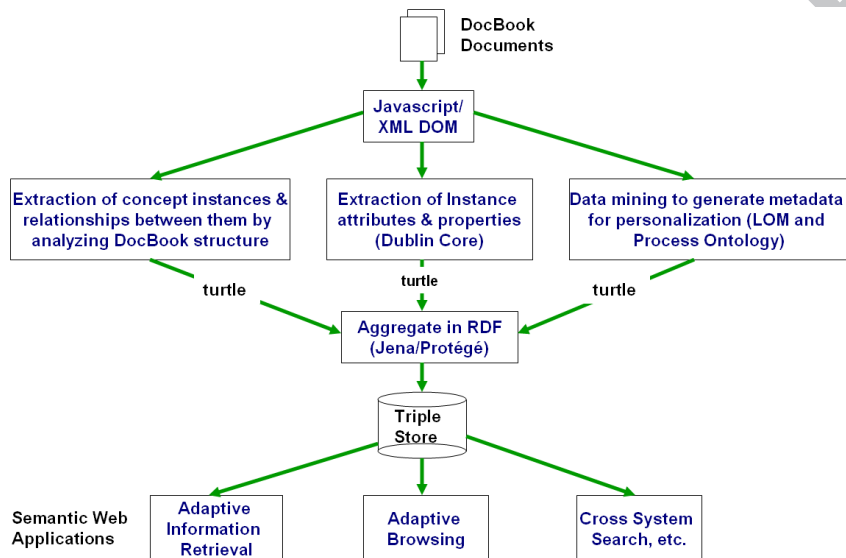 DocBook
Documents
Javascript/
XML DOM
Extraction of concept instances &
relationships between them by
analyzing DocBook structure
Extraction of Instance
attributes & properties
(Dublin Core)
Data mining to generate metadata
for personalization (LOM and
Process Ontology)
turtle
turtle
turtle
Aggregate in RDF
(Jena/Protégé)
Triple
Store
Semantic Web
Applications
Adaptive
Information
Retrieval
Adaptive
Browsing
Cross System
Search, etc.